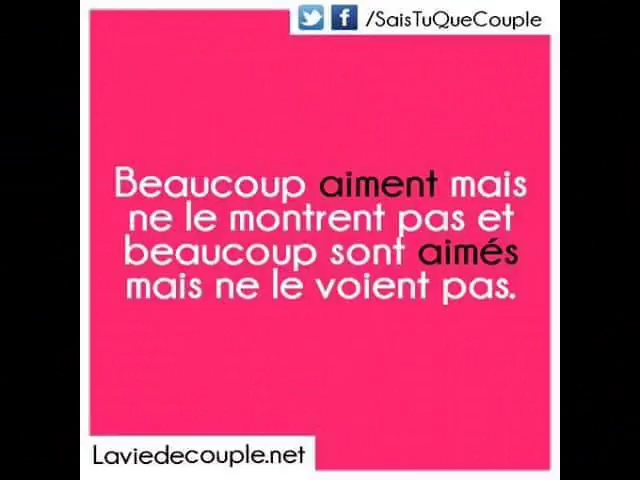 /SaisTuQueCouple
Beaucoup aiment mais
ne le montrent pas et
beaucoup sont aimés
mais ne le voient pas.
Laviedecouple.net